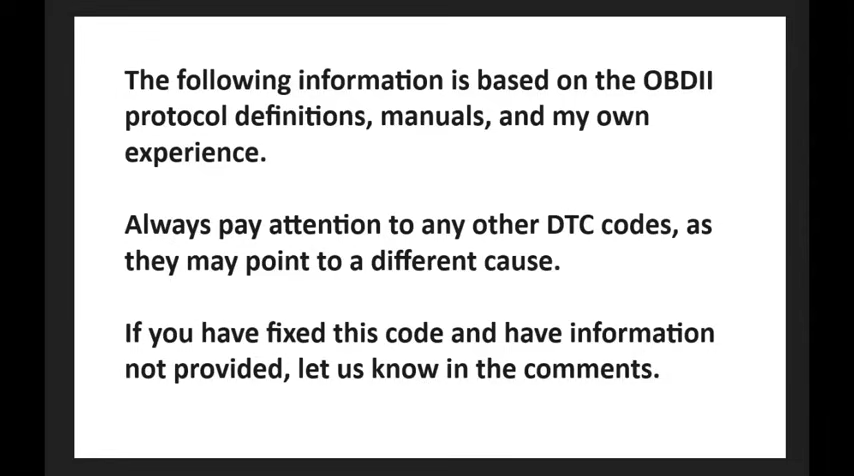 The following information is based on the OBDII
protocol definitions, manuals, and my own
experience.
Always pay attention to any other DTC codes, as
they may point to a different cause.
If you have fixed this code and have information
not provided, let us know in the comments.